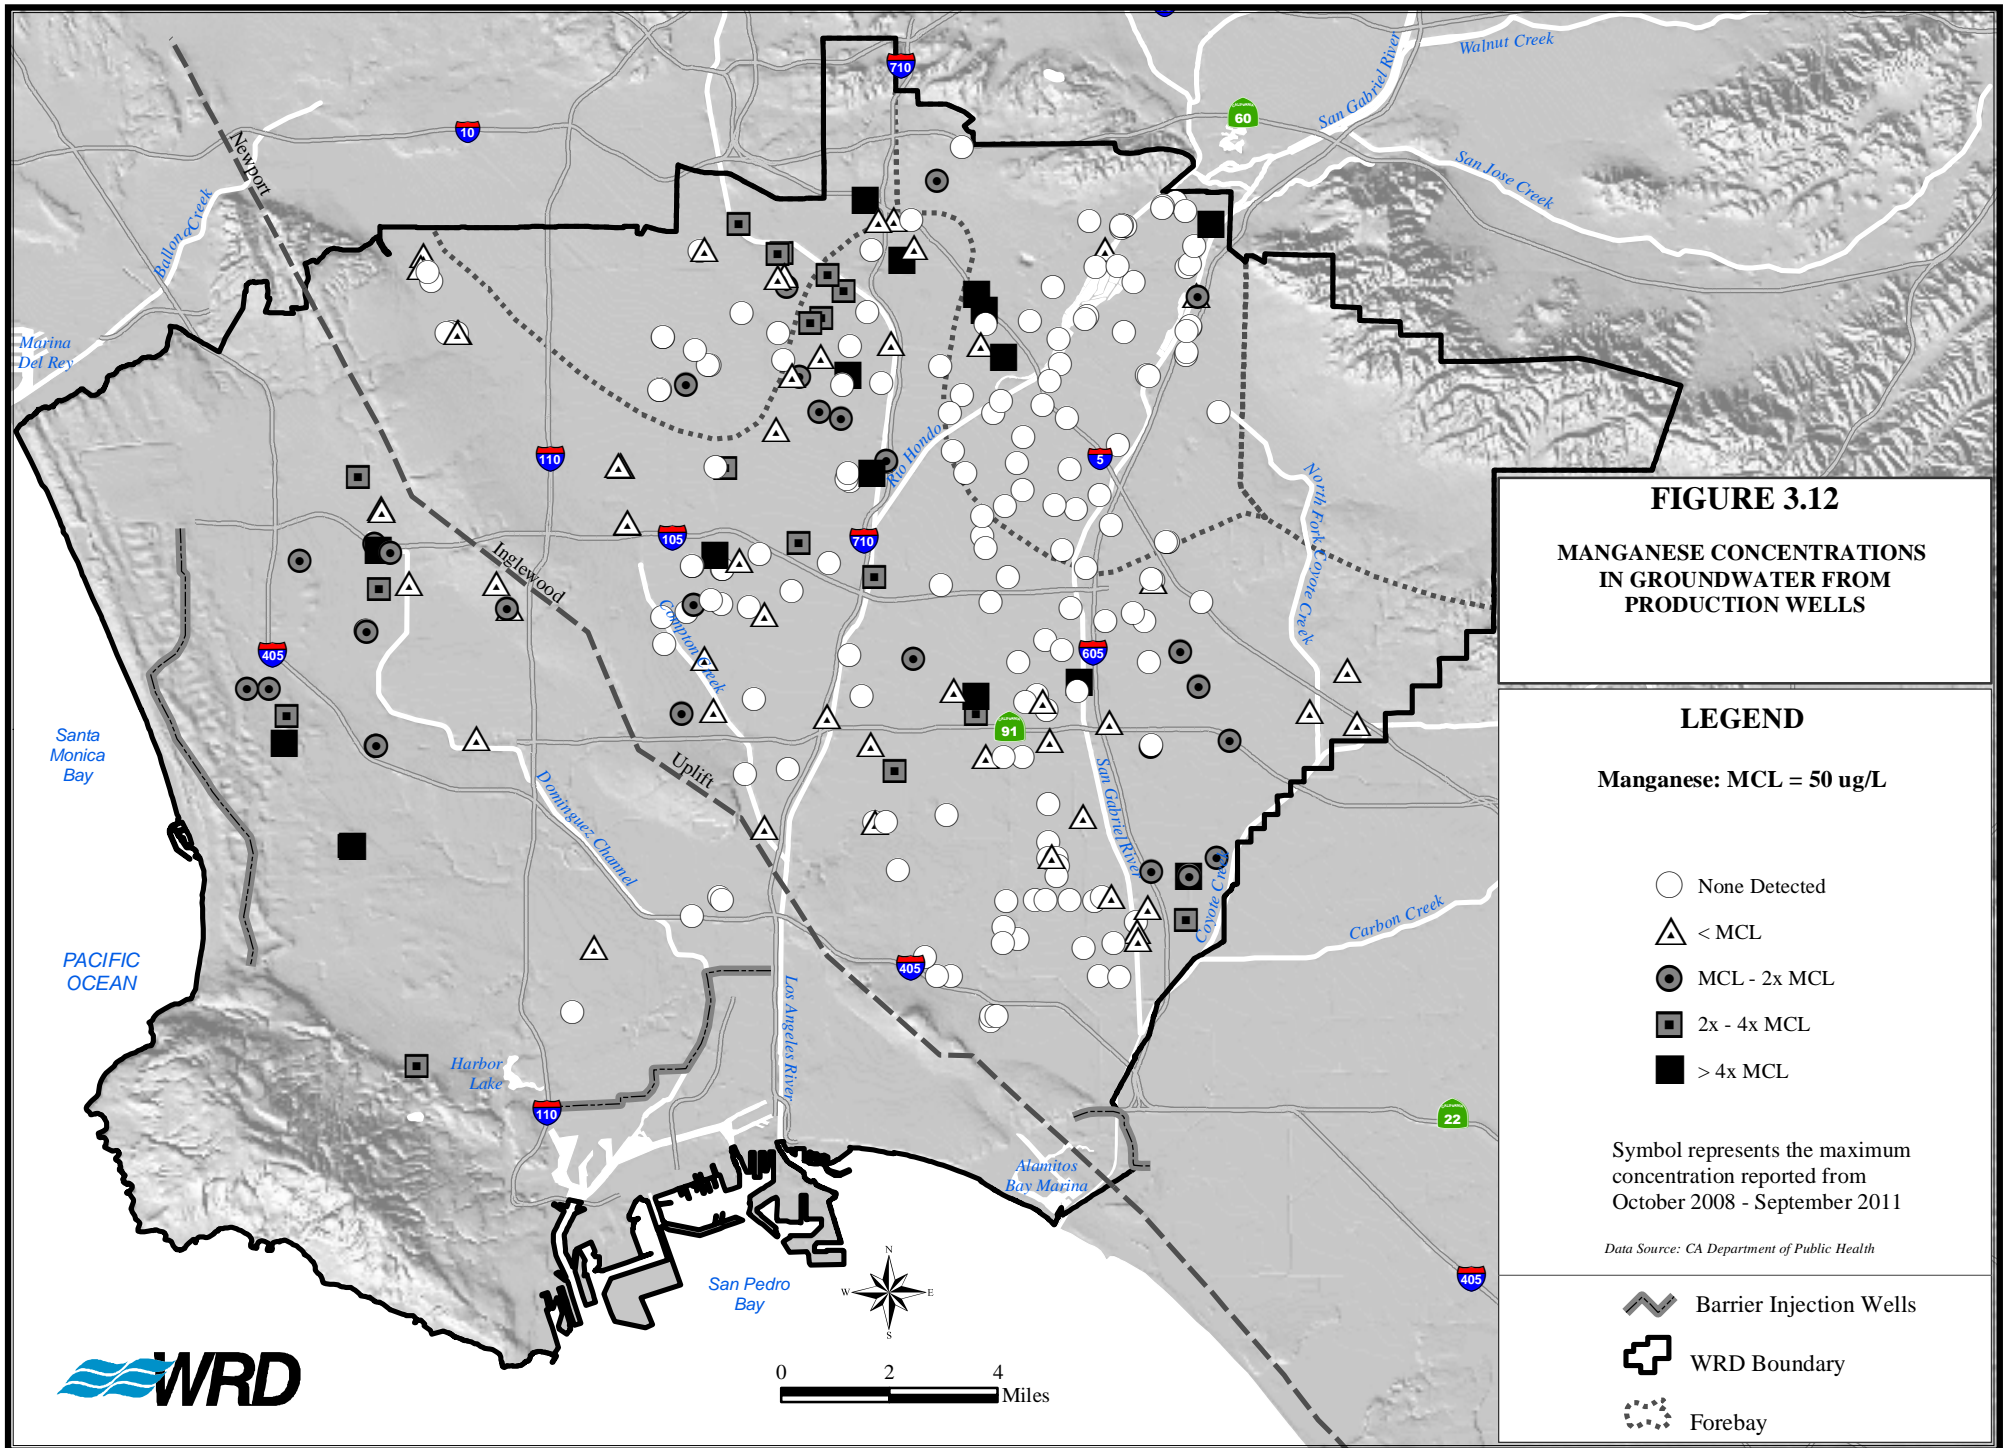 710
Walnut Creek
San Gabriel River
CALIFORNIA
60
10
Newport
San Jose Creek
Ballona Creek
Marina
Del Rey
110
Rio Hondo
5
North Fork Coyote Creek
105
710
Inglewood
Compton Creek
405
605
Santa
Monica
Bay
CALIFORNIA
91
Uplift
San Gabriel River
Dominguez Channel
Coyote Creek
Carbon Creek
PACIFIC
OCEAN
405
Los Angeles River
Harbor
Lake
110
CALIFORNIA
22
Alamitos
Bay Marina
405
San Pedro
Bay
N
W
E
S
0 2 4
Miles
WRD
FIGURE 3.12
MANGANESE CONCENTRATIONS
IN GROUNDWATER FROM
PRODUCTION WELLS
LEGEND
Manganese: MCL = 50 ug/L
None Detected
< MCL
MCL - 2x MCL
2x - 4x MCL
> 4x MCL
Symbol represents the maximum
concentration reported from
October 2008 - September 2011
Data Source: CA Department of Public Health
Barrier Injection Wells
WRD Boundary
Forebay